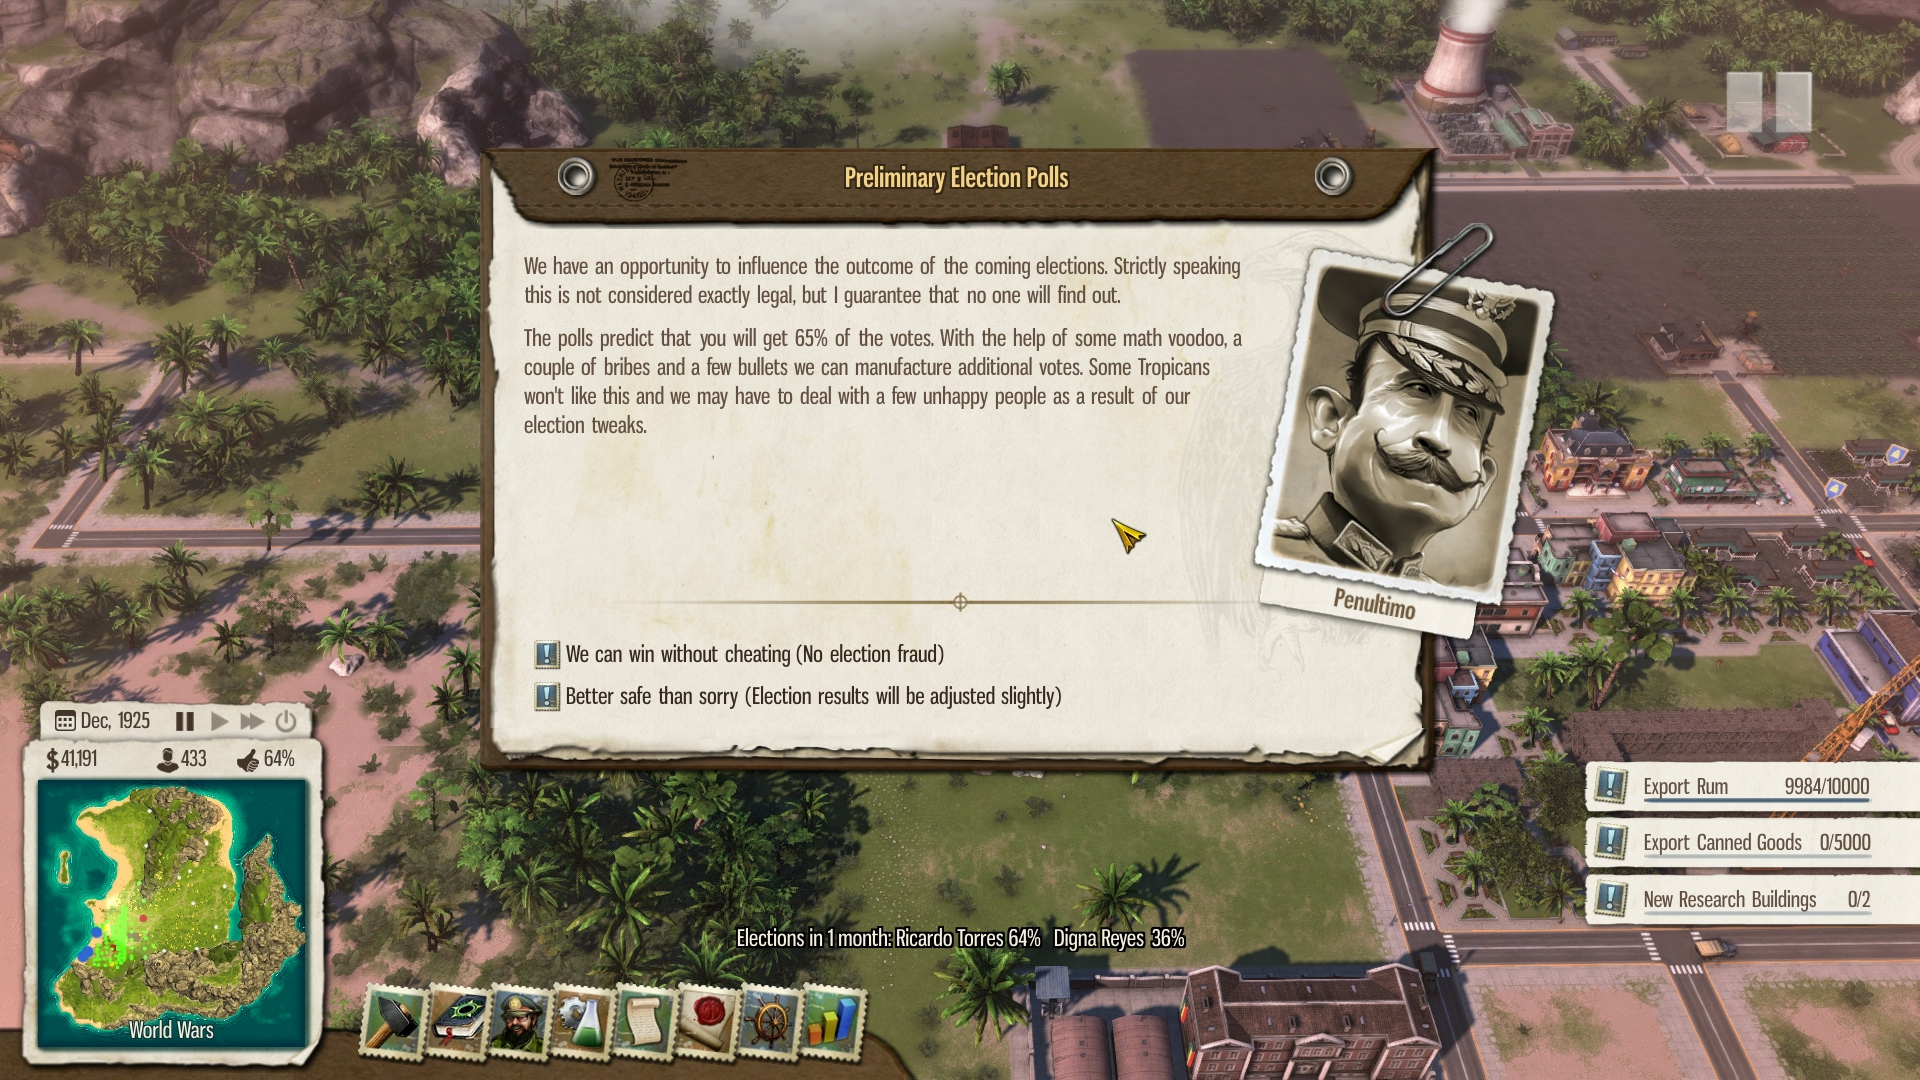 Preliminary Election Polls
We have an opportunity to influence the outcome of the coming elections. Strictly speaking
this is not considered exactly legal, but I guarantee that no one will find out.
The polls predict that you will get 65% of the votes. With the help of some math voodoo, a
couple of bribes and a few bullets we can manufacture additional votes. Some Tropicans
won't like this and we may have to deal with a few unhappy people as a result of our
election tweaks.
Penultimo
We can win without cheating (No election fraud)
Better safe than sorry (Election results will be adjusted slightly)
Dec, 1925
$41,191 433 64%
World Wars
Export Rum 9984/10000
Export Canned Goods 0/5000
New Research Buildings 0/2
Elections in 1 month: Ricardo Torres 64% Digna Reyes 36%